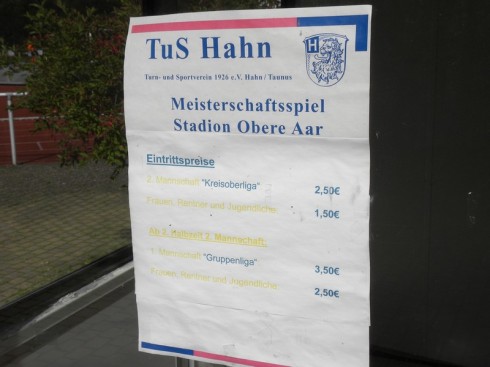 TuS Hahn
H
Turn- und Sportverein 1926 e.V. Hahn / Taunus
Meisterschaftsspiel
Stadion Obere Aar
Eintrittspreise
2. Mannschaft "Kreisoberliga" 2,50€
Frauen, Rentner und Jugendliche: 1,50€
Ab 2. Halbzeit 2. Mannschaft:
1. Mannschaft "Gruppenliga" 3,50€
Frauen, Rentner und Jugendliche: 2,50€